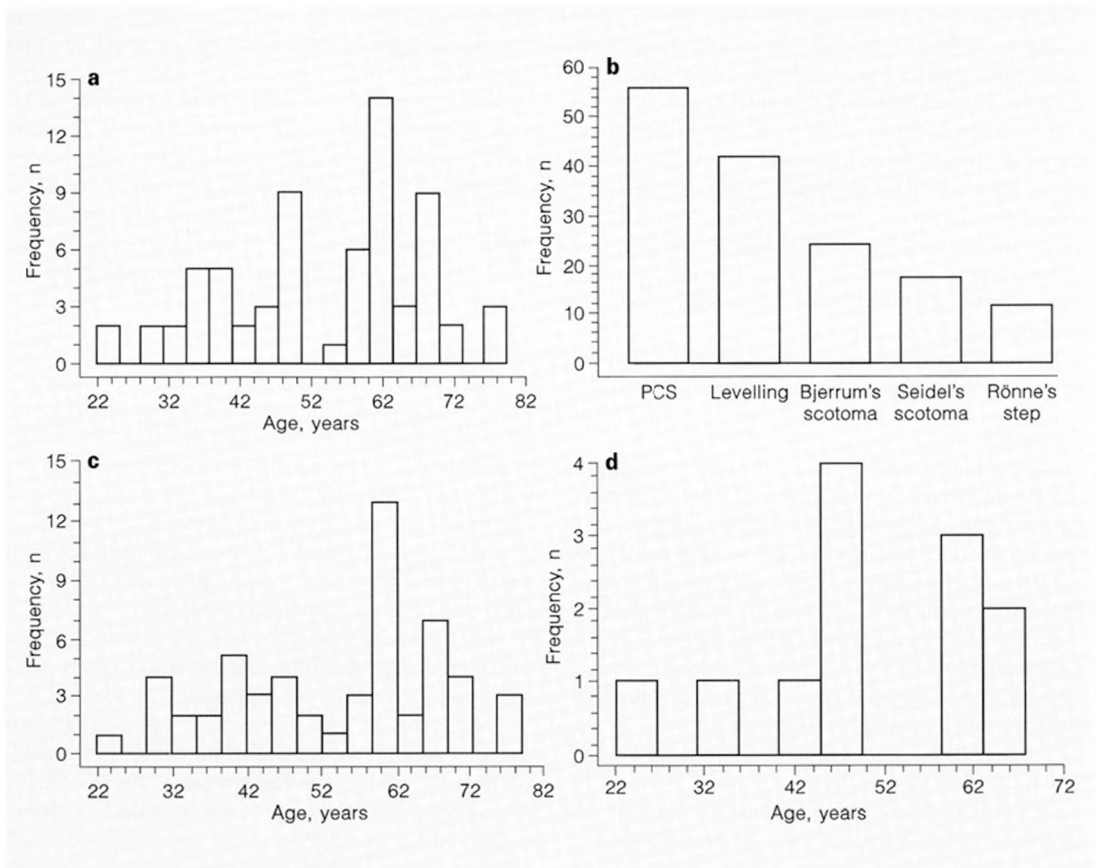 a
15
12
9
6
3
0
Frequency, n
22 32 42 52 62 72 82
Age, years
b
60
50
40
30
20
10
0
Frequency, n
PCS Levelling Bjerrum's scotoma Seidel's scotoma Rönne's step
c
15
12
9
6
3
0
Frequency, n
22 32 42 52 62 72 82
Age, years
d
4
3
2
1
0
Frequency, n
22 32 42 52 62 72
Age, years